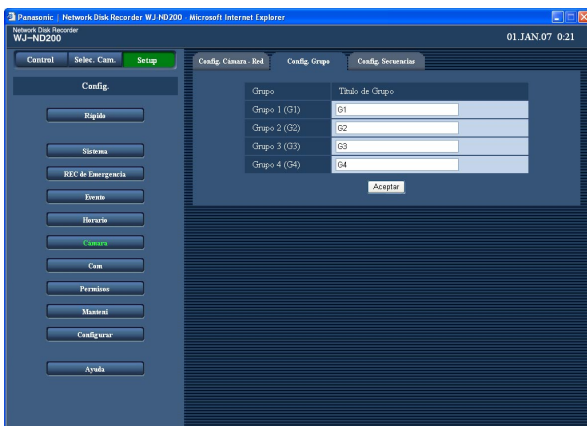 Panasonic | Network Disk Recorder WJ-ND200 - Microsoft Internet Explorer
Network Disk Recorder
WJ-ND200
01.JAN.07 0:21
Control Selec. Cam. Setup
Config. Cámara - Red Config. Grupo Config. Secuencias
Config.
Rápido
Sistema
REC de Emergencia
Evento
Horario
Cámara
Com
Permisos
Manteni
Configurar
Ayuda
Grupo Título de Grupo
Grupo 1 (G1) G1
Grupo 2 (G2) G2
Grupo 3 (G3) G3
Grupo 4 (G4) G4
Aceptar